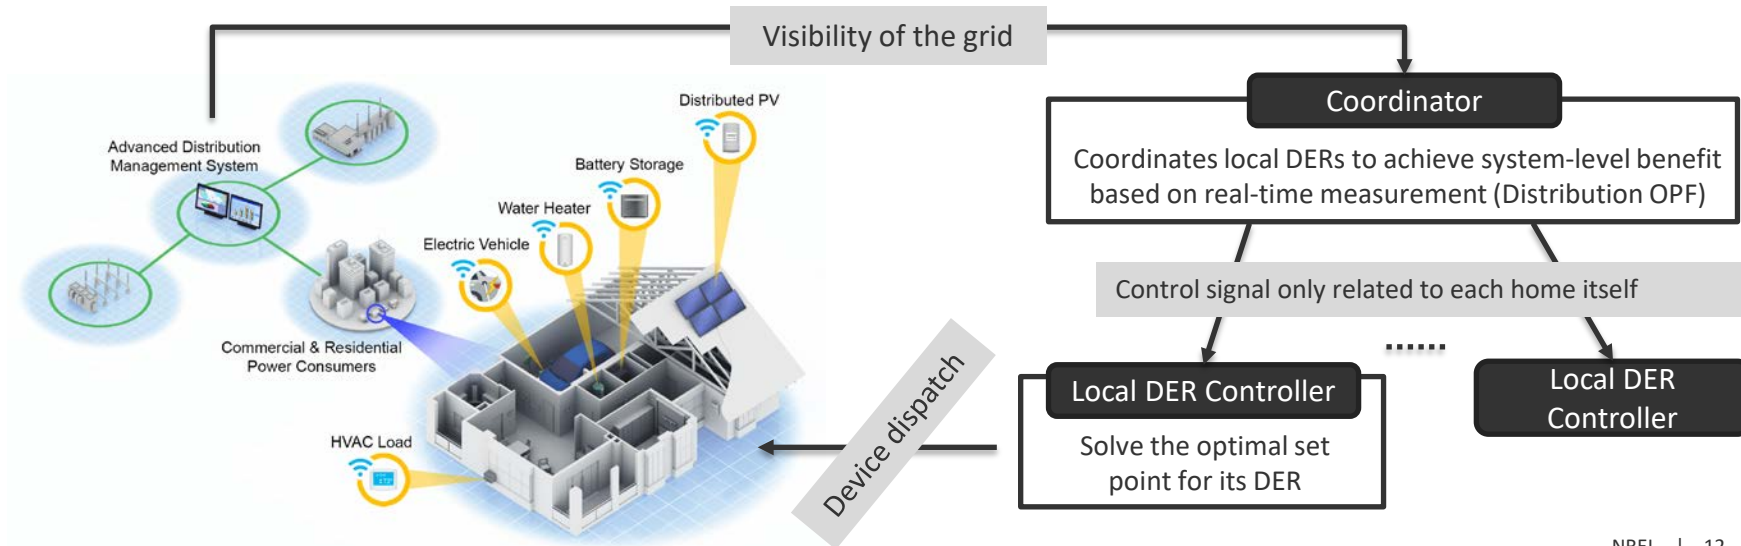 Visibility of the grid
Advanced Distribution
Management System
Distributed PV
Battery Storage
Water Heater
Electric Vehicle
Commercial & Residential
Power Consumers
HVAC Load
Coordinator
Coordinates local DERs to achieve system-level benefit
based on real-time measurement (Distribution OPF)
Control signal only related to each home itself
......
Local DER Controller
Solve the optimal set
point for its DER
Local DER
Controller
Device dispatch
NREL | 12